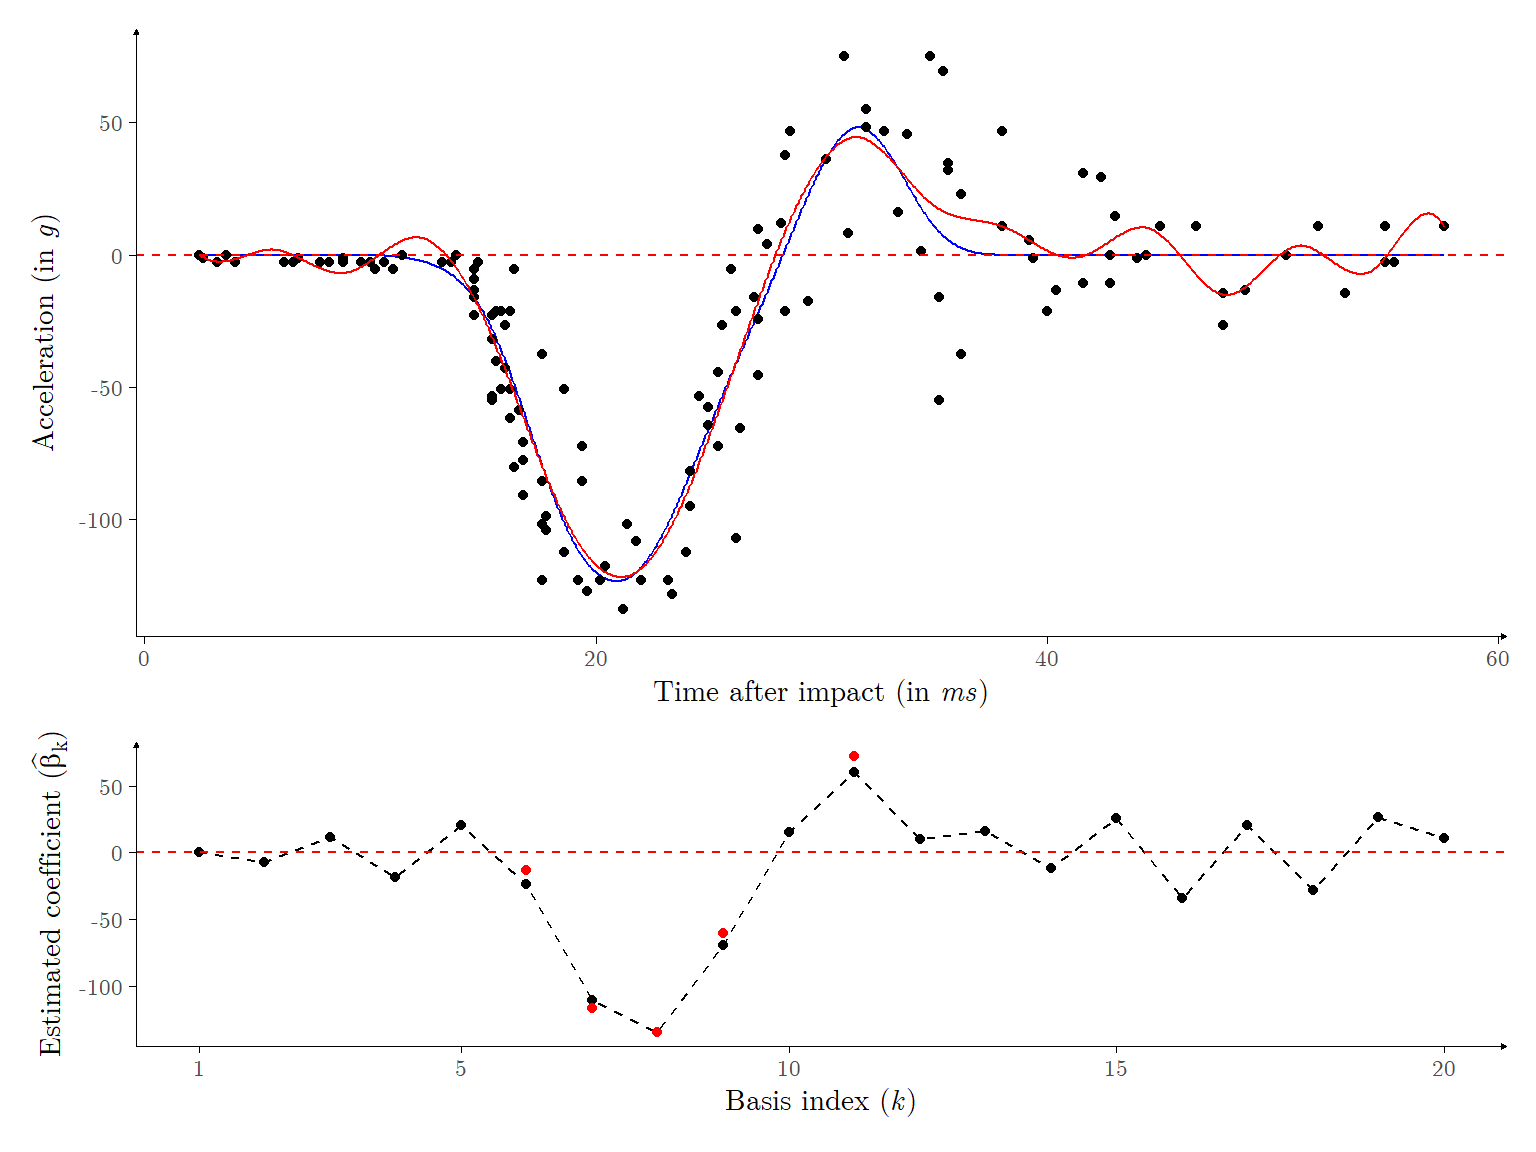 50
0
-50
-100
Acceleration (in g)
0 20 40 60
Time after impact (in ms)
50
0
-50
-100
Estimated coefficient (β̂k)
1 5 10 15 20
Basis index (k)